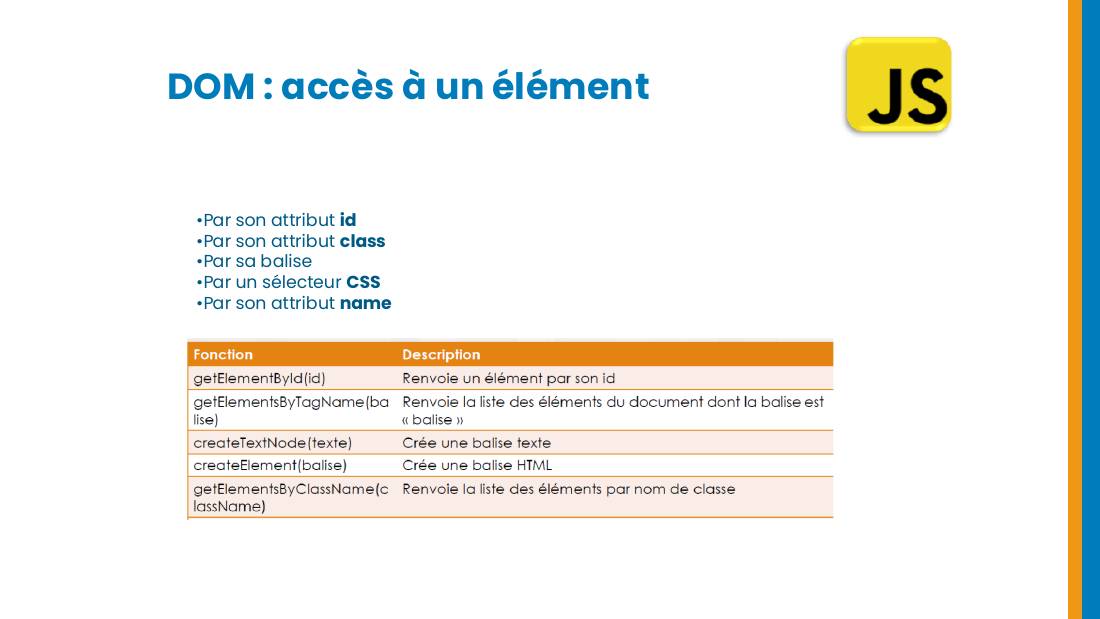 DOM : accès à un élément
JS
•Par son attribut id
•Par son attribut class
•Par sa balise
•Par un sélecteur CSS
•Par son attribut name
Fonction Description
getElementById(id) Renvoie un élément par son id
getElementsByTagName(ba Renvoie la liste des éléments du document dont la balise est
lise) « balise »
createTextNode(texte) Crée une balise texte
createElement(balise) Crée une balise HTML
getElementsByClassName(c Renvoie la liste des éléments par nom de classe
lassName)